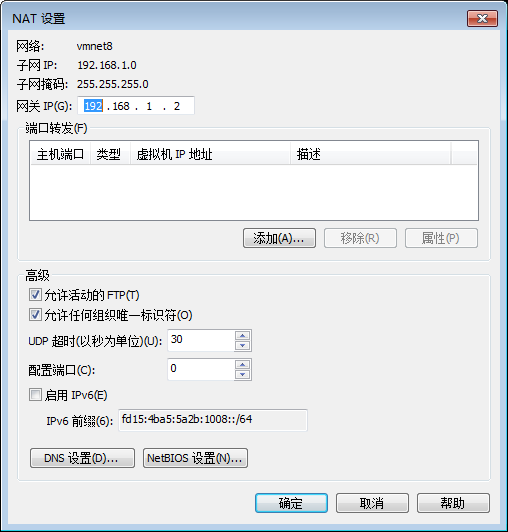 NAT 设置
网络: vmnet8
子网 IP: 192.168.1.0
子网掩码: 255.255.255.0
网关 IP(G): 192 .168 . 1 . 2
端口转发(F)
主机端口 类型 虚拟机 IP 地址 描述
添加(A)... 移除(R) 属性(P)
高级
允许活动的 FTP(T)
允许任何组织唯一标识符(O)
UDP 超时(以秒为单位)(U): 30
配置端口(C): 0
启用 IPv6(E)
IPv6 前缀(6): fd15:4ba5:5a2b:1008::/64
DNS 设置(D)... NetBIOS 设置(N)...
确定 取消 帮助